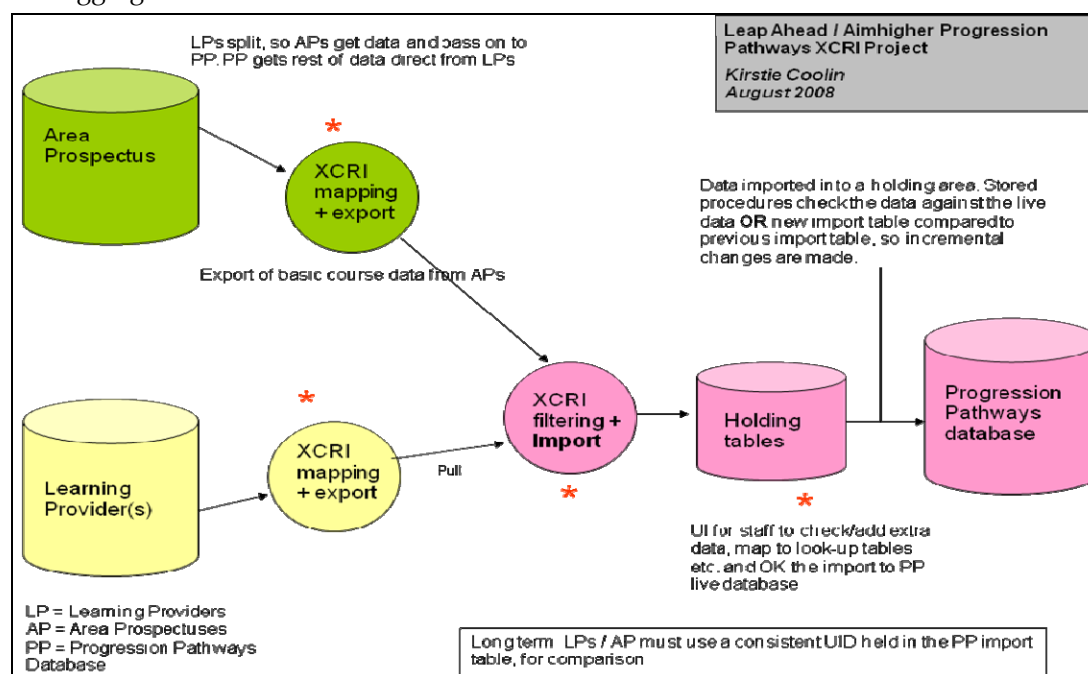 LPs split, so APs get data and pass on to
PP. PP gets rest of data direct from LPs
Leap Ahead / Aimhigher Progression
Pathways XCRI Project
Kirstie Coolin
August 2008
Area
Prospectus
XCRI
mapping
+ export
Data imported into a holding area. Stored
procedures check the data against the live
data OR new import table compared to
previous import table, so incremental
changes are made.
Export of basic course data from APs
XCRI
filtering +
Import
Holding
tables
Progression
Pathways
database
Learning
Provider(s)
XCRI
mapping
+ export
Pull
UI for staff to check/add extra
data, map to look-up tables
etc. and OK the import to PP
live database
LP = Learning Providers
AP = Area Prospectuses
PP = Progression Pathways
Database
Long term LPs / AP must use a consistent UID held in the PP import
table, for comparison